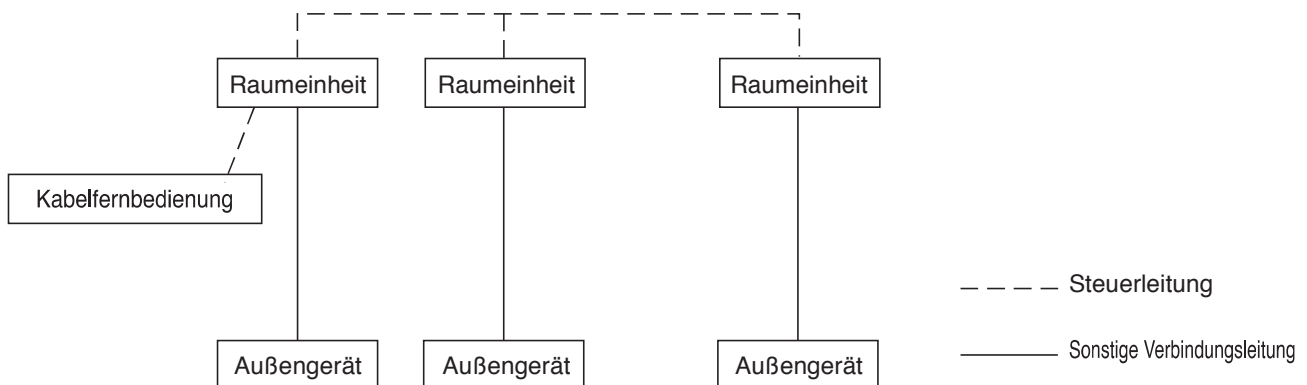 Raumeinheit
Raumeinheit
Raumeinheit
Kabelfernbedienung
Steuerleitung
Sonstige Verbindungsleitung
Außengerät
Außengerät
Außengerät